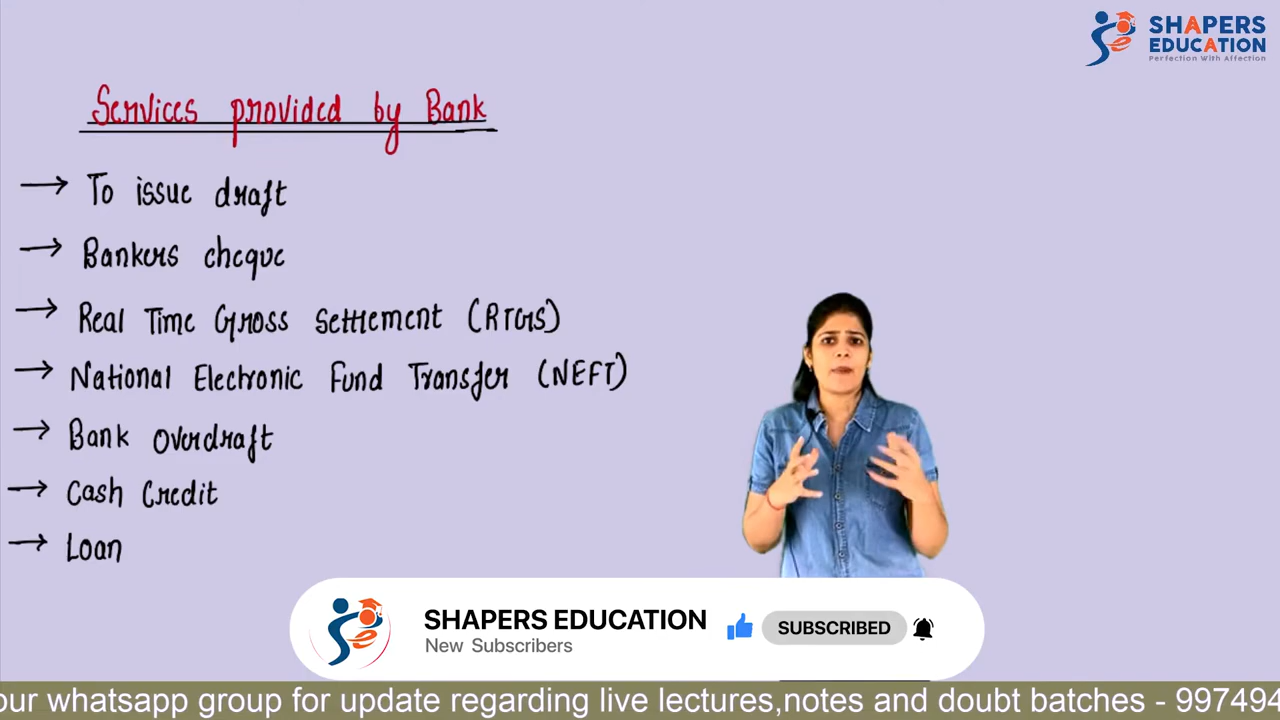 SHAPERS
EDUCATION
Perfection With Affection
Services provided by Bank
→ To issue draft
→ Bankers cheque
→ Real Time Gross Settlement (RTGS)
→ National Electronic Fund Transfer (NEFT)
→ Bank overdraft
→ Cash Credit
→ Loan
SHAPERS EDUCATION
New Subscribers
SUBSCRIBED
our whatsapp group for update regarding live lectures,notes and doubt batches - 997494